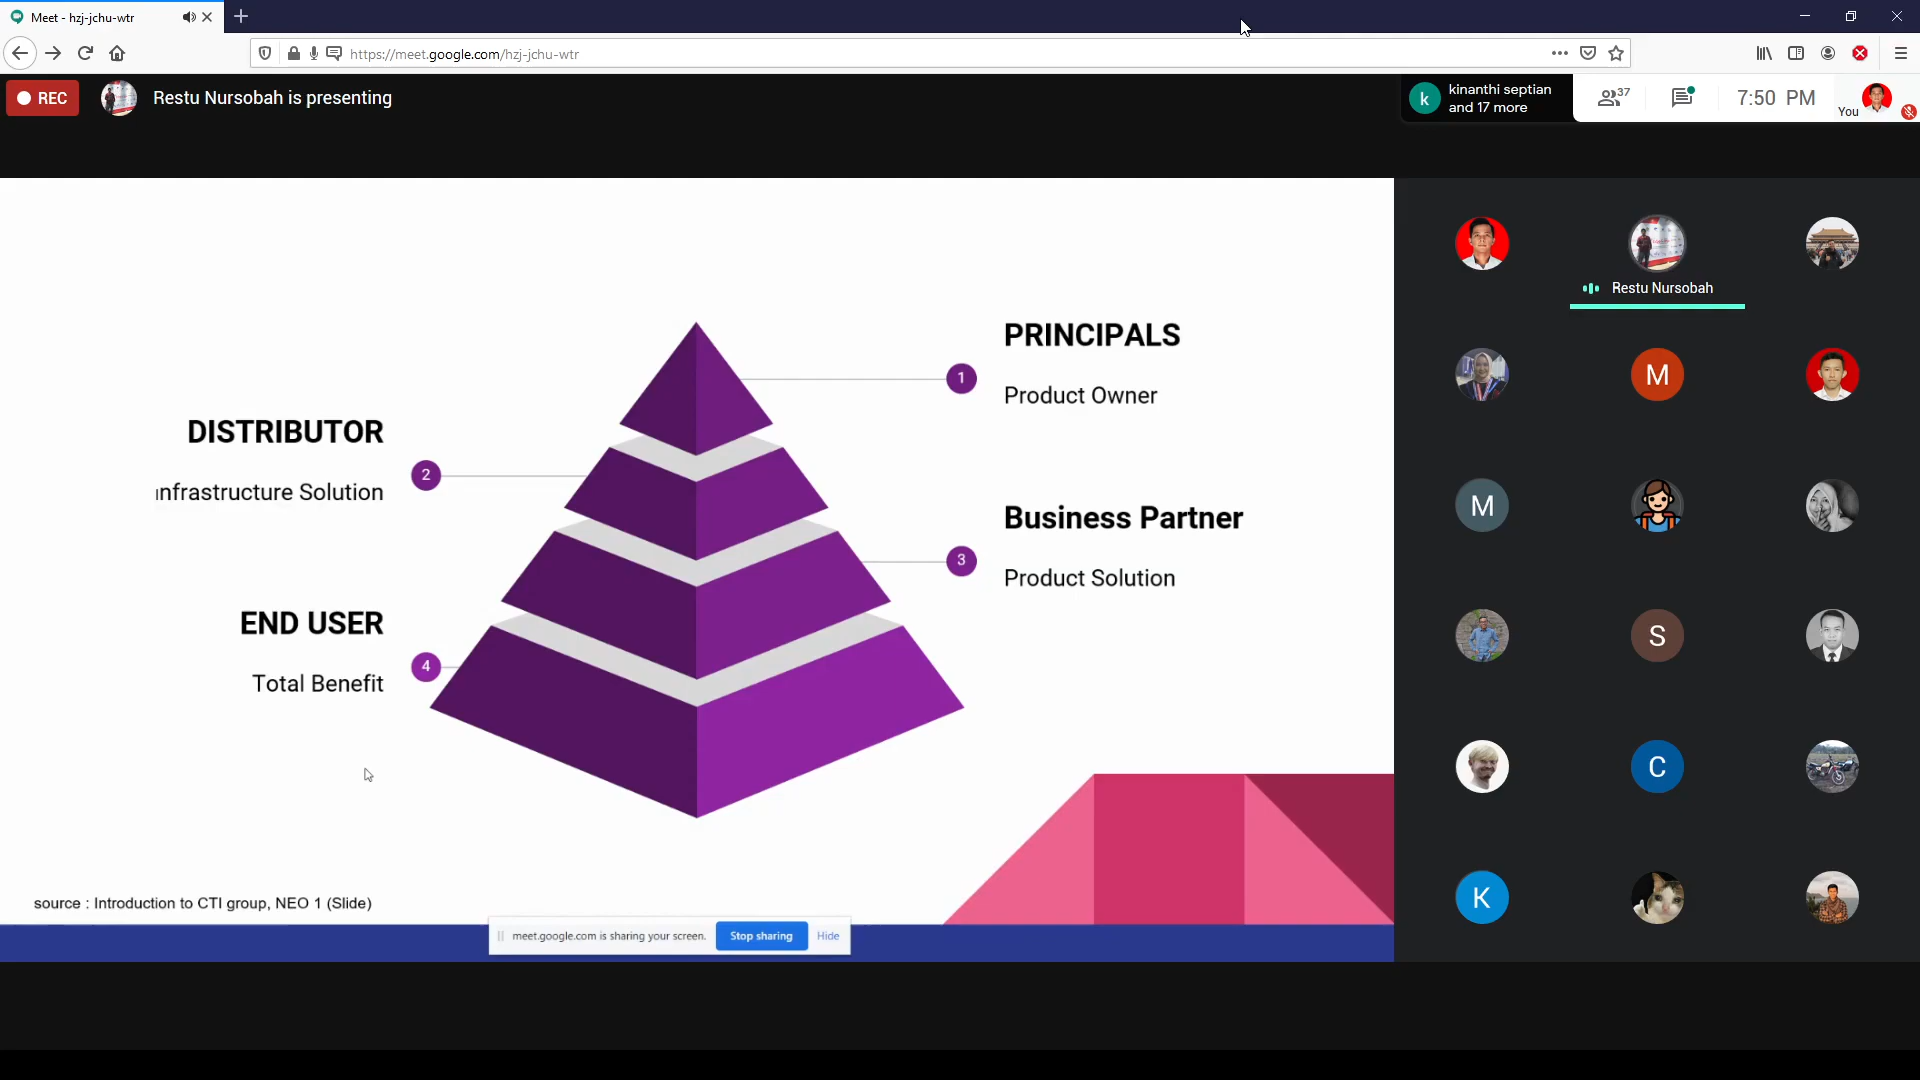 Meet - hzj-jchu-wtr
https://meet.google.com/hzj-jchu-wtr
REC
Restu Nursobah is presenting
k
kinanthi septian
and 17 more
37
7:50 PM
You
PRINCIPALS
1
Product Owner
DISTRIBUTOR
2
nfrastructure Solution
Business Partner
3
Product Solution
END USER
4
Total Benefit
source : Introduction to CTI group, NEO 1 (Slide)
meet.google.com is sharing your screen.
Stop sharing
Hide
Restu Nursobah
M
M
S
C
K